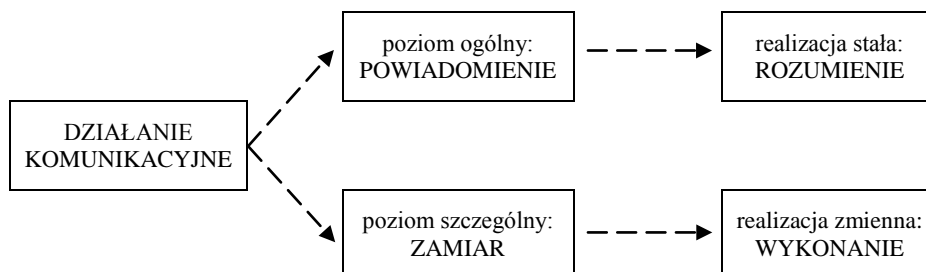 poziom ogólny:
POWIADOMIENIE
realizacja stała:
ROZUMIENIE
DZIAŁANIE
KOMUNIKACYJNE
poziom szczególny:
ZAMIAR
realizacja zmienna:
WYKONANIE